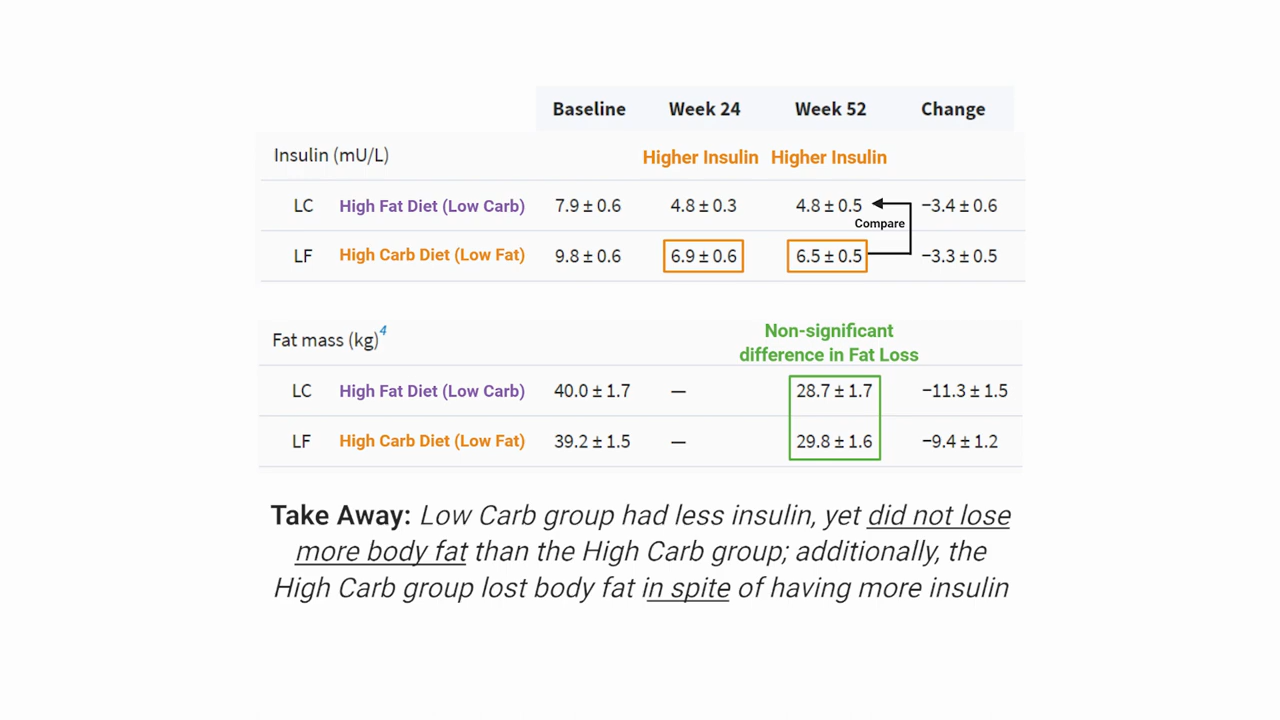 Baseline Week 24 Week 52 Change
Insulin (mU/L) Higher Insulin Higher Insulin
LC High Fat Diet (Low Carb) 7.9 ± 0.6 4.8 ± 0.3 4.8 ± 0.5 −3.4 ± 0.6
Compare
LF High Carb Diet (Low Fat) 9.8 ± 0.6 6.9 ± 0.6 6.5 ± 0.5 −3.3 ± 0.5
Non-significant
Fat mass (kg)4
difference in Fat Loss
LC High Fat Diet (Low Carb) 40.0 ± 1.7 — 28.7 ± 1.7 −11.3 ± 1.5
LF High Carb Diet (Low Fat) 39.2 ± 1.5 — 29.8 ± 1.6 −9.4 ± 1.2
Take Away: Low Carb group had less insulin, yet did not lose
more body fat than the High Carb group; additionally, the
High Carb group lost body fat in spite of having more insulin